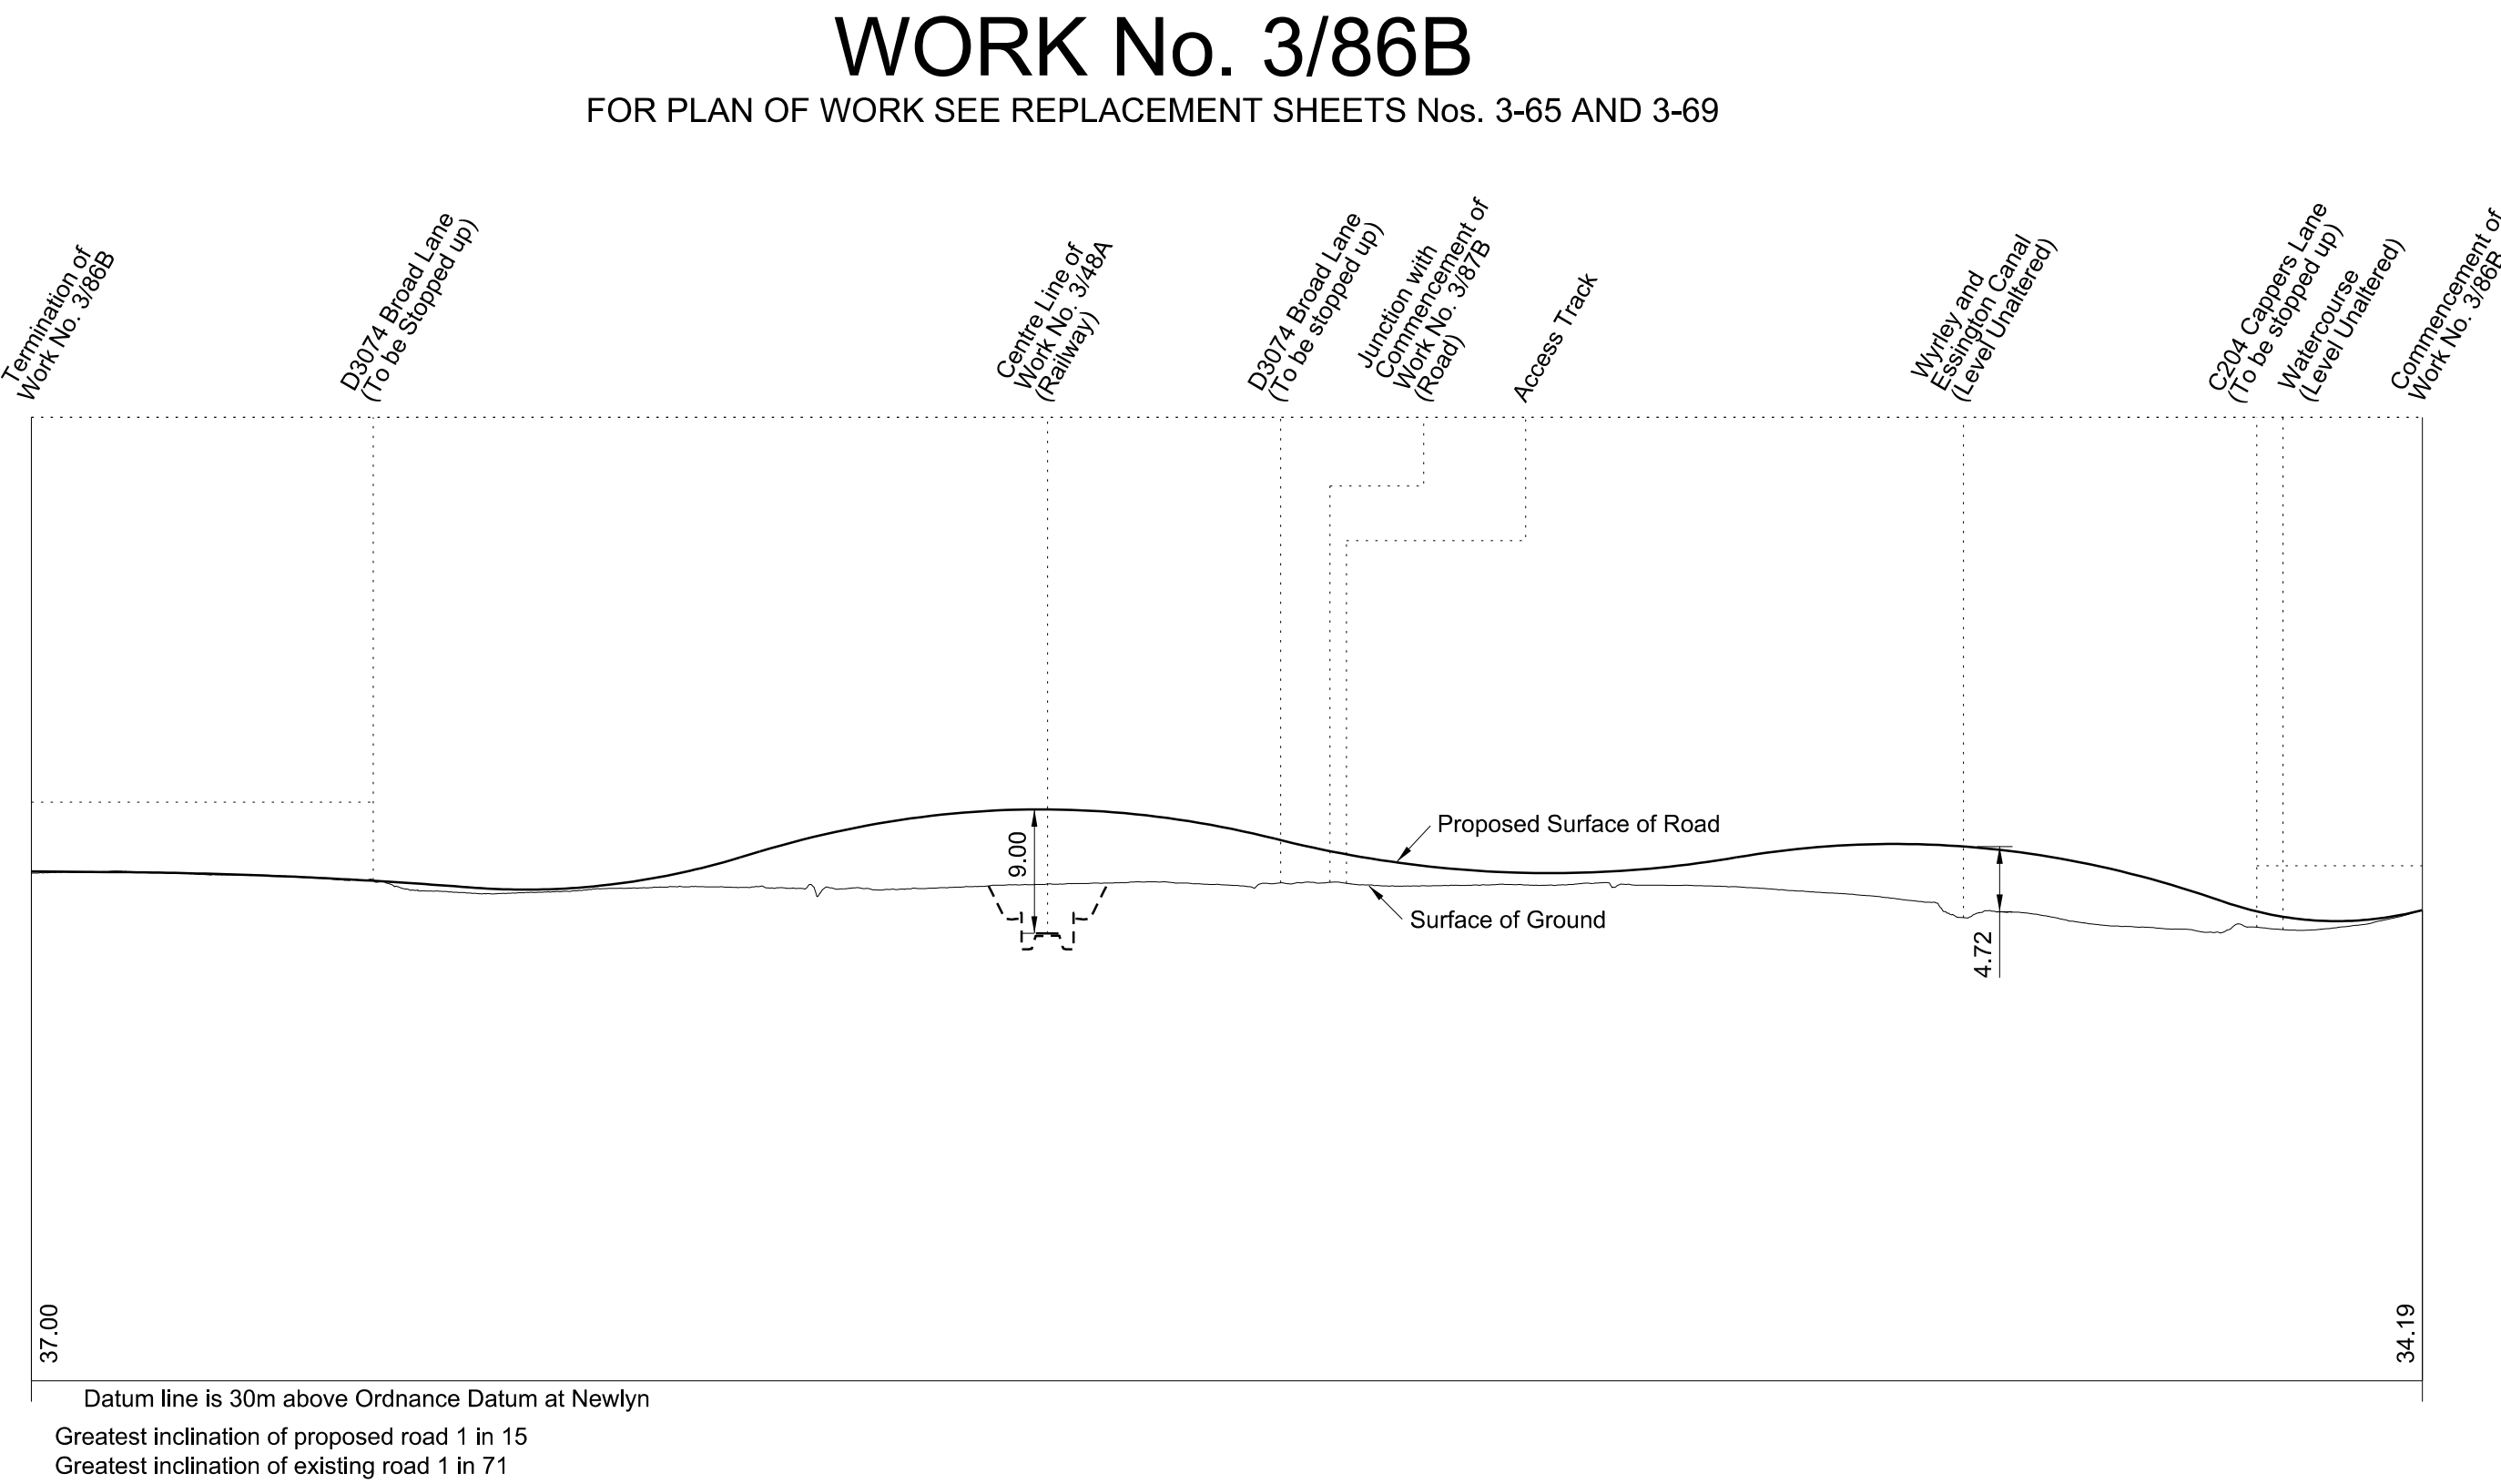 WORK No. 3/86B
FOR PLAN OF WORK SEE REPLACEMENT SHEETS Nos. 3-65 AND 3-69
Termination of
Work No. 3/86B
D3074 Broad Lane
(To be Stopped up)
Centre Line of
Work No. 3/48A
(Railway)
D3074 Broad Lane
(To be stopped up)
Junction with
Commencement of
Work No. 3/87B
(Road)
Access Track
Wyrley and
Essington Canal
(Level Unaltered)
C204 Cappers Lane
(To be stopped up)
Watercourse
(Level Unaltered)
Commencement of
Work No. 3/86B
9.00
Proposed Surface of Road
Surface of Ground
4.72
37.00
34.19
Datum line is 30m above Ordnance Datum at Newlyn
Greatest inclination of proposed road 1 in 15
Greatest inclination of existing road 1 in 71